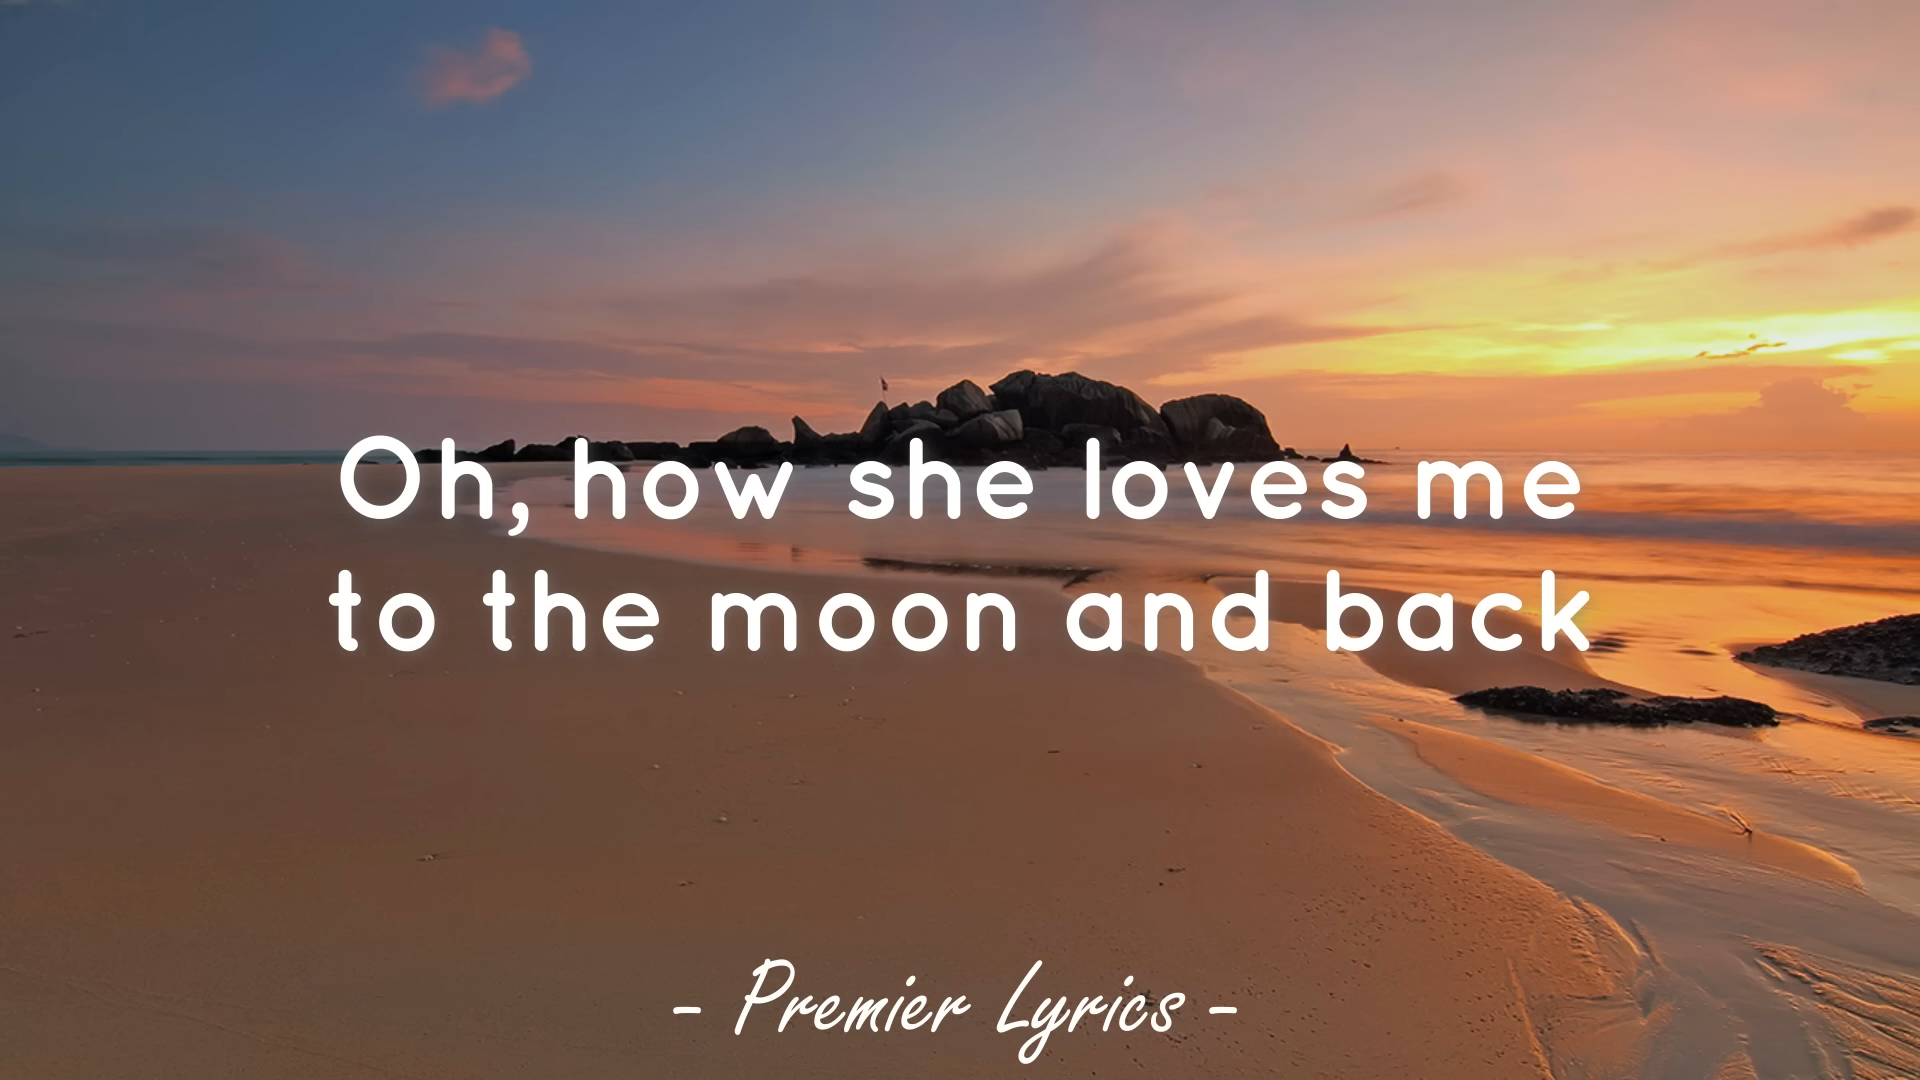 Oh, how she loves me
to the moon and back
- Premier Lyrics -